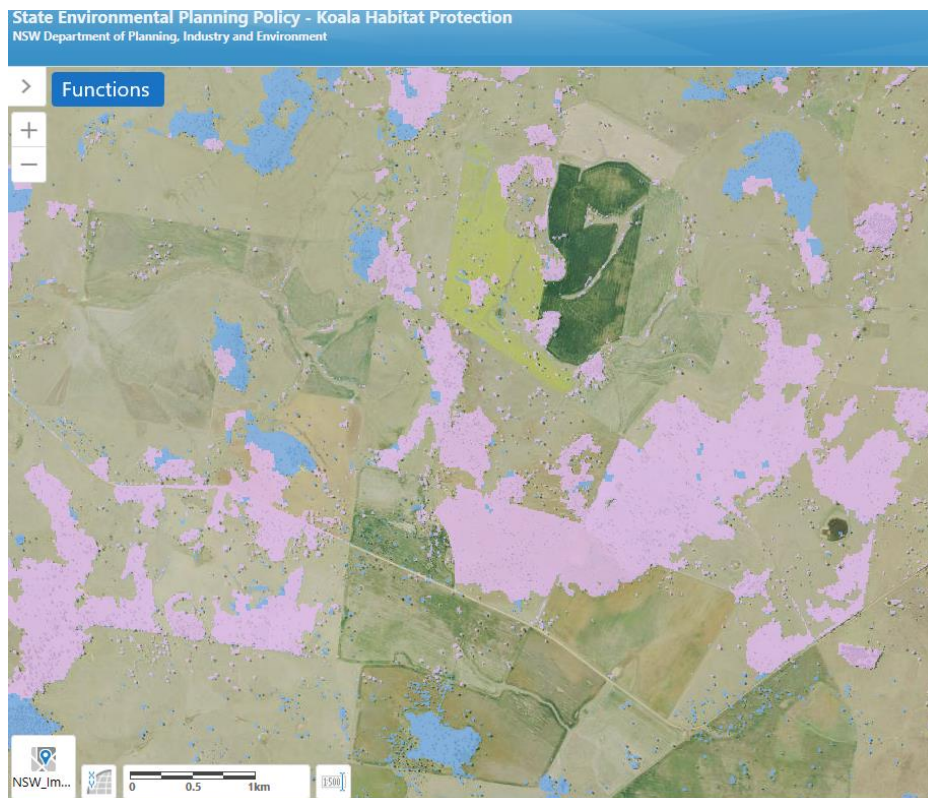 State Environmental Planning Policy - Koala Habitat Protection
NSW Department of Planning, Industry and Environment
Functions
NSW_Im...
0 0.5 1km